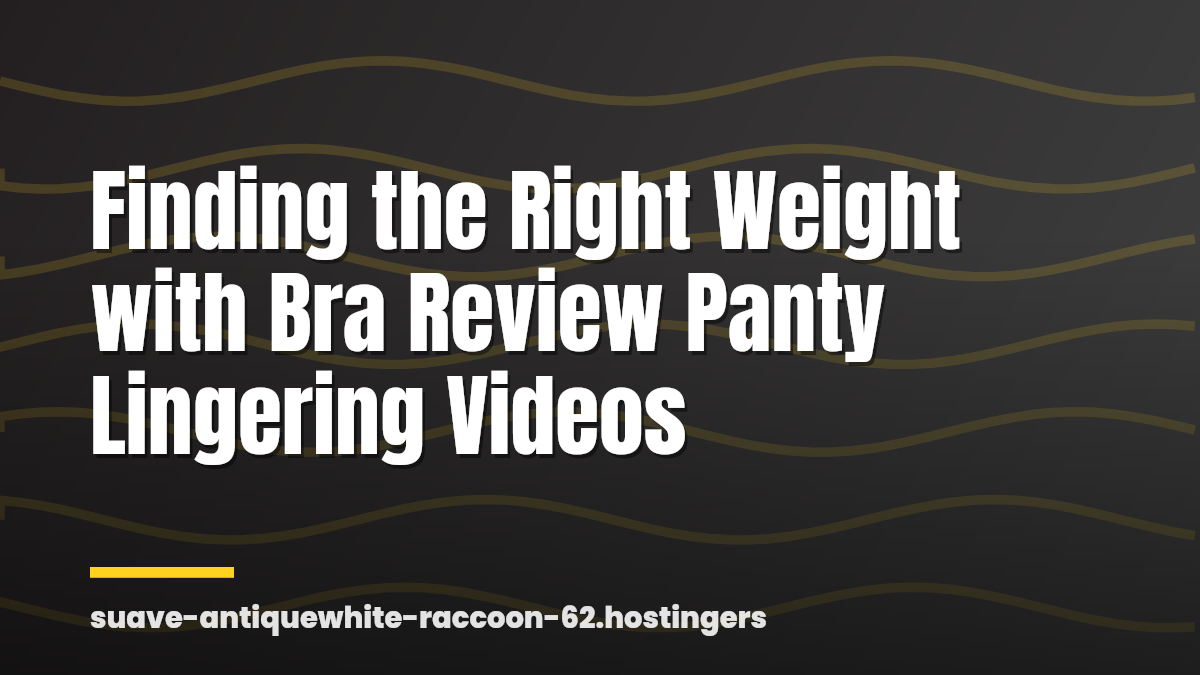 Finding the Right Weight
with Bra Review Panty
Lingering Videos
suave-antiquewhite-raccoon-62.hostingers